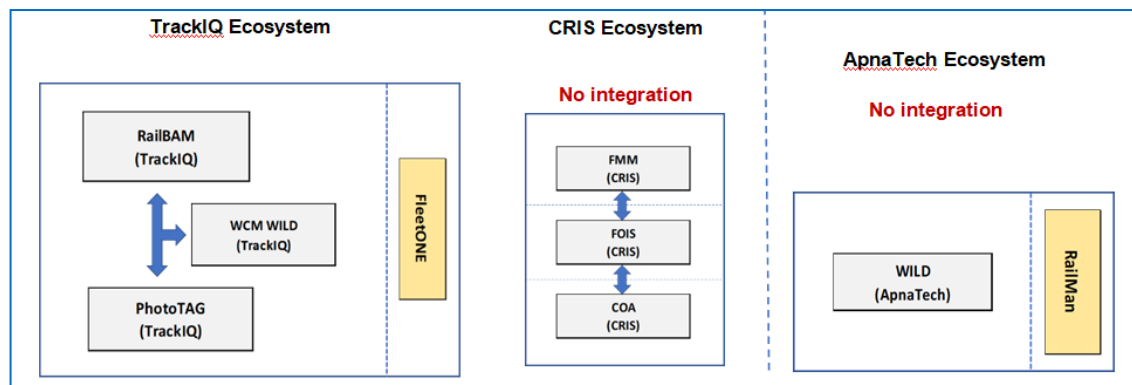 TrackIQ Ecosystem
RailBAM
(TrackIQ)
WCM WILD
(TrackIQ)
PhotoTAG
(TrackIQ)
FleetONE
CRIS Ecosystem
No integration
FMM
(CRIS)
FOIS
(CRIS)
COA
(CRIS)
ApnaTech Ecosystem
No integration
WILD
(ApnaTech)
RailMan